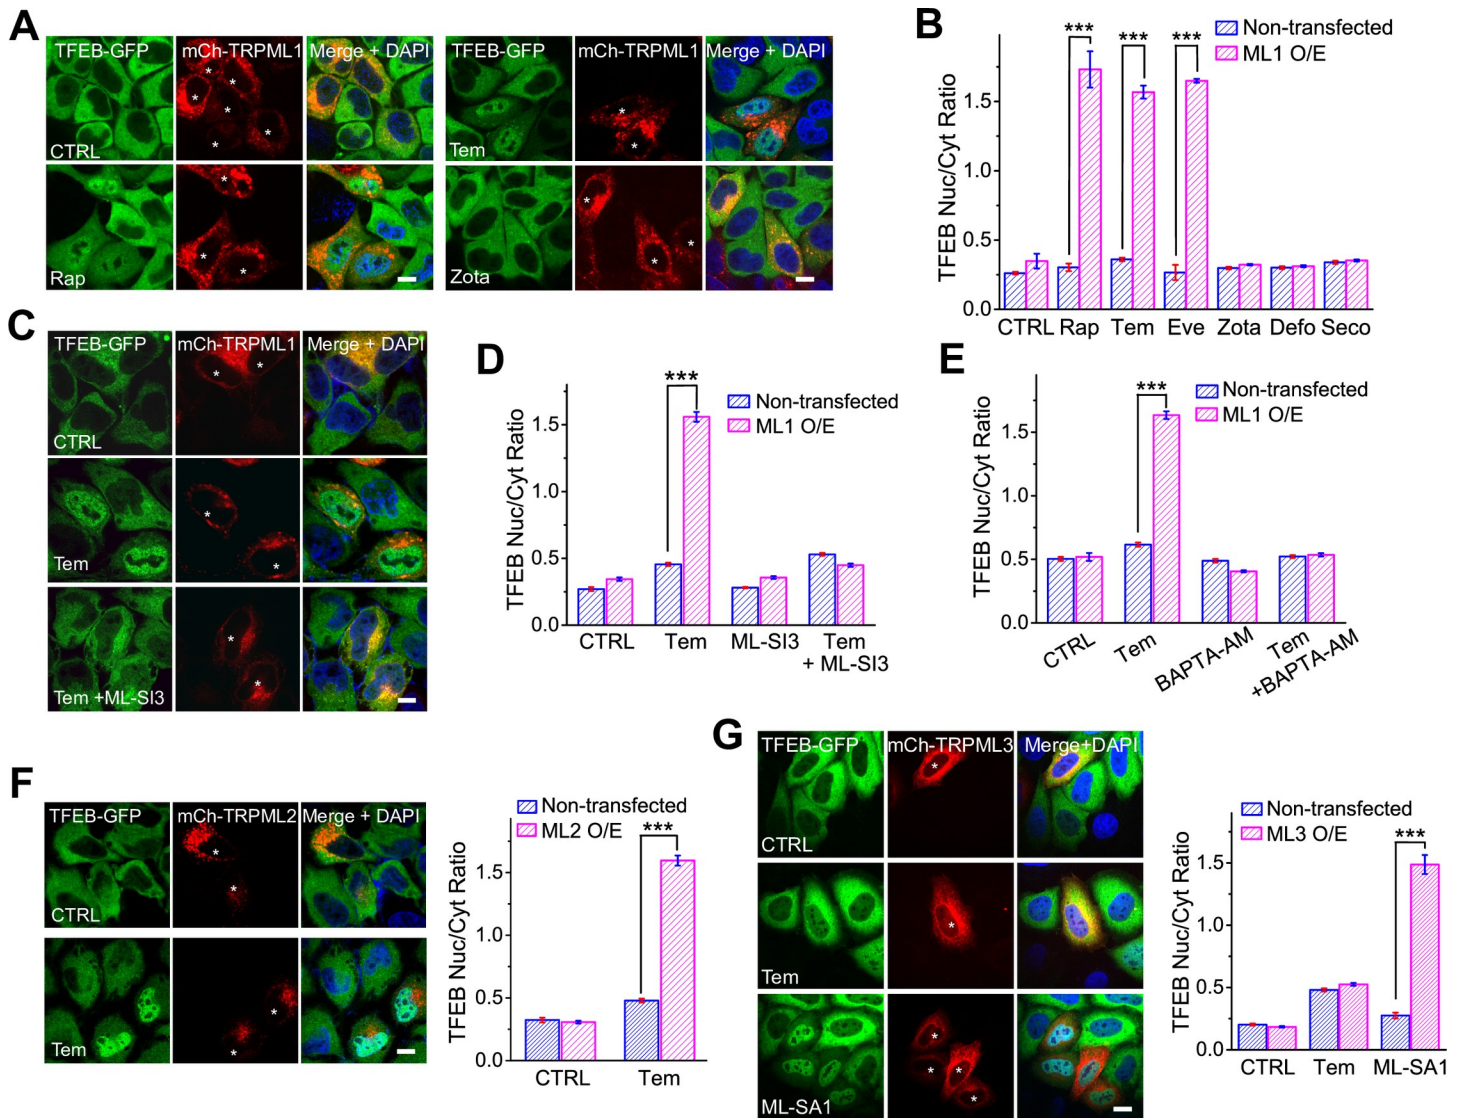 A
TFEB-GFP mCh-TRPML1 Merge + DAPI
* * * * *
CTRL
* * *
Rap
TFEB-GFP mCh-TRPML1 Merge + DAPI
* *
Tem
* * *
Zota
B
Non-transfected
ML1 O/E
*** *** ***
TFEB Nuc/Cyt Ratio
1.5
1.0
0.5
0.0
CTRL Rap Tem Eve Zota Defo Seco
C
TFEB-GFP mCh-TRPML1 Merge + DAPI
* *
CTRL
* *
Tem
* *
Tem +ML-SI3
D
Non-transfected
ML1 O/E
***
TFEB Nuc/Cyt Ratio
1.5
1.0
0.5
0.0
CTRL Tem ML-SI3 Tem
+ ML-SI3
E
Non-transfected
ML1 O/E
***
TFEB Nuc/Cyt Ratio
1.5
1.0
0.5
0.0
CTRL Tem BAPTA-AM Tem
+BAPTA-AM
F
TFEB-GFP mCh-TRPML2 Merge + DAPI
* *
CTRL
* *
Tem
Non-transfected
ML2 O/E
***
TFEB Nuc/Cyt Ratio
1.5
1.0
0.5
0.0
CTRL Tem
G
TFEB-GFP mCh-TRPML3 Merge+DAPI
*
CTRL
*
Tem
* * * *
ML-SA1
Non-transfected
ML3 O/E
***
TFEB Nuc/Cyt Ratio
1.5
1.0
0.5
0.0
CTRL Tem ML-SA1